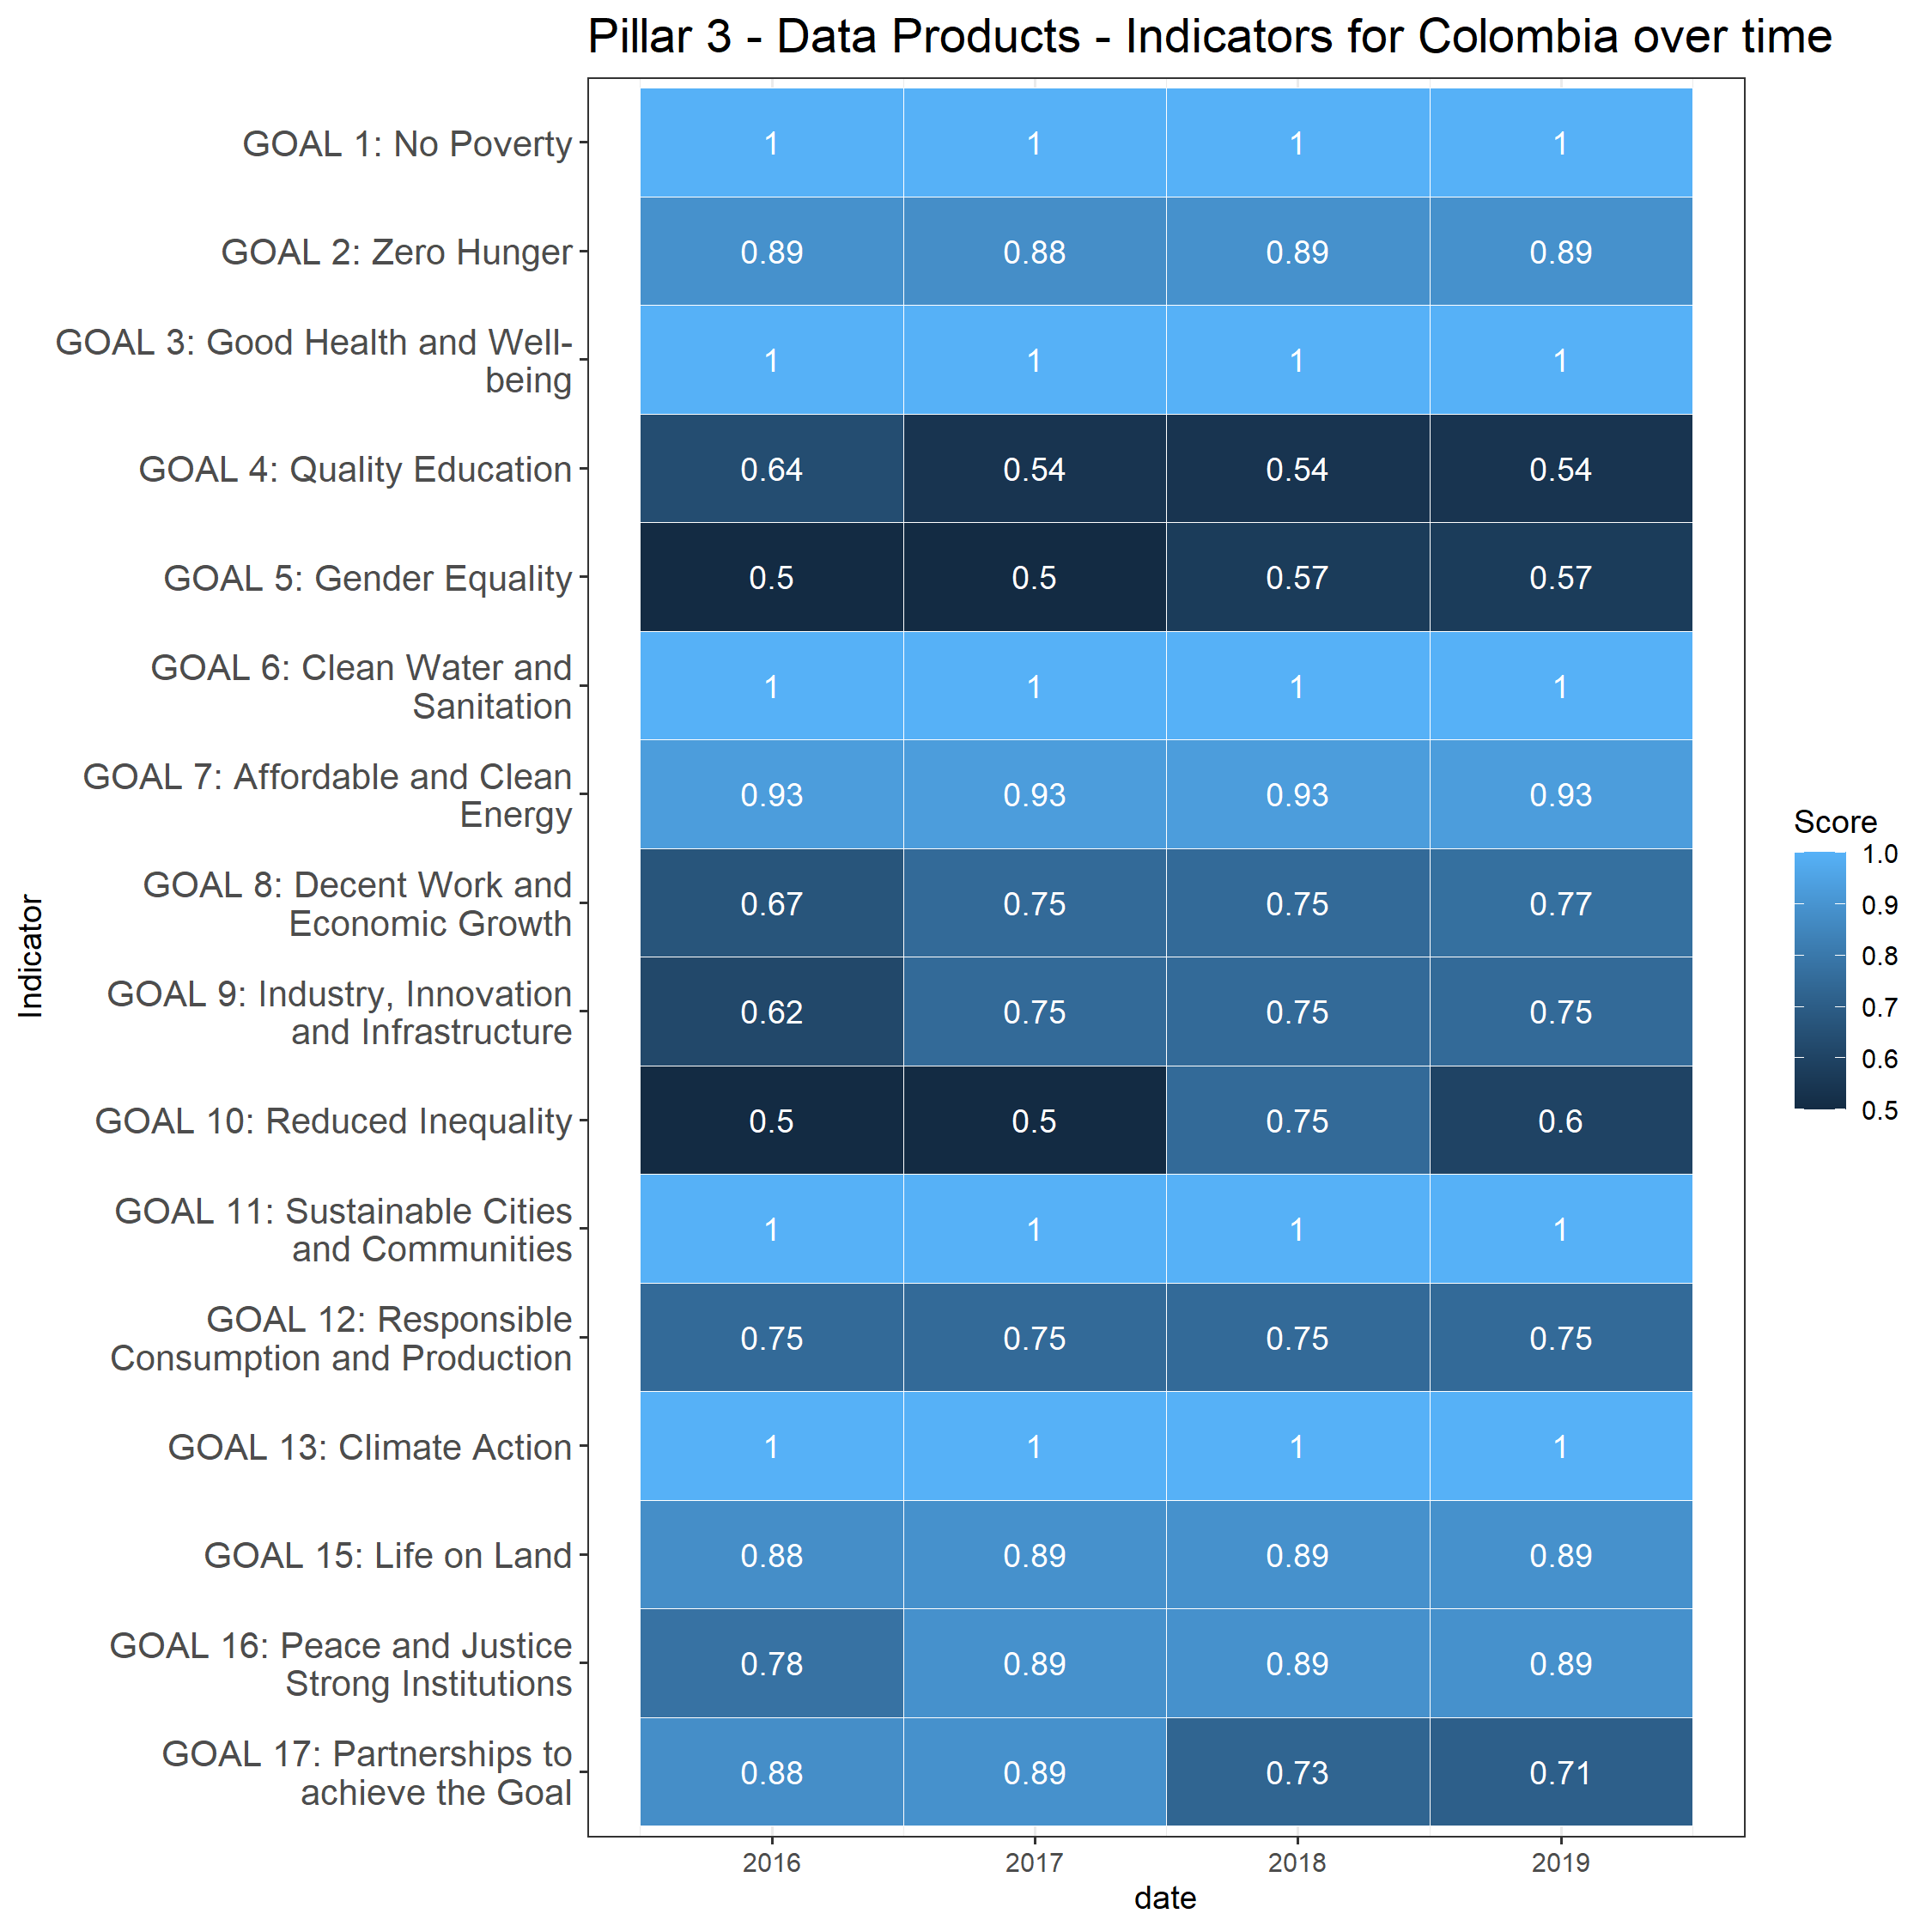 Pillar 3 - Data Products - Indicators for Colombia over time
GOAL 1: No Poverty
1 1 1 1
GOAL 2: Zero Hunger
0.89 0.88 0.89 0.89
GOAL 3: Good Health and Well-
being
1 1 1 1
GOAL 4: Quality Education
0.64 0.54 0.54 0.54
GOAL 5: Gender Equality
0.5 0.5 0.57 0.57
GOAL 6: Clean Water and
Sanitation
1 1 1 1
GOAL 7: Affordable and Clean
Energy
0.93 0.93 0.93 0.93
GOAL 8: Decent Work and
Economic Growth
0.67 0.75 0.75 0.77
GOAL 9: Industry, Innovation
and Infrastructure
0.62 0.75 0.75 0.75
GOAL 10: Reduced Inequality
0.5 0.5 0.75 0.6
GOAL 11: Sustainable Cities
and Communities
1 1 1 1
GOAL 12: Responsible
Consumption and Production
0.75 0.75 0.75 0.75
GOAL 13: Climate Action
1 1 1 1
GOAL 15: Life on Land
0.88 0.89 0.89 0.89
GOAL 16: Peace and Justice
Strong Institutions
0.78 0.89 0.89 0.89
GOAL 17: Partnerships to
achieve the Goal
0.88 0.89 0.73 0.71
2016 2017 2018 2019
date
Indicator
Score
1.0
0.9
0.8
0.7
0.6
0.5